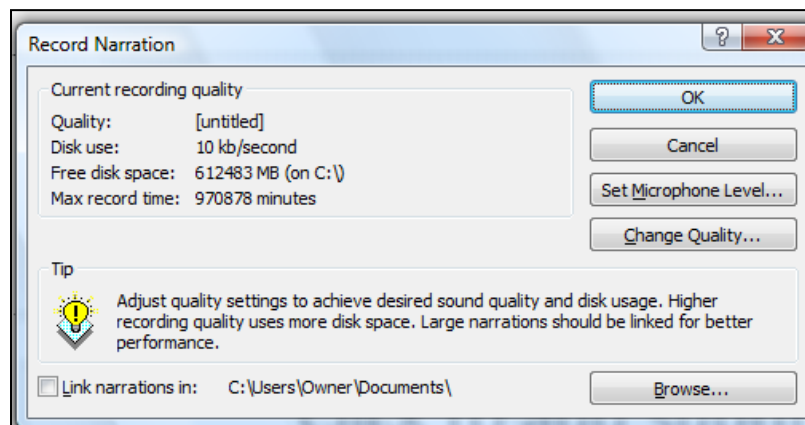 Record Narration
Current recording quality
Quality: [untitled]
Disk use: 10 kb/second
Free disk space: 612483 MB (on C:\)
Max record time: 970878 minutes
OK
Cancel
Set Microphone Level...
Change Quality...
Tip
Adjust quality settings to achieve desired sound quality and disk usage. Higher
recording quality uses more disk space. Large narrations should be linked for better
performance.
Link narrations in: C:\Users\Owner\Documents\
Browse...